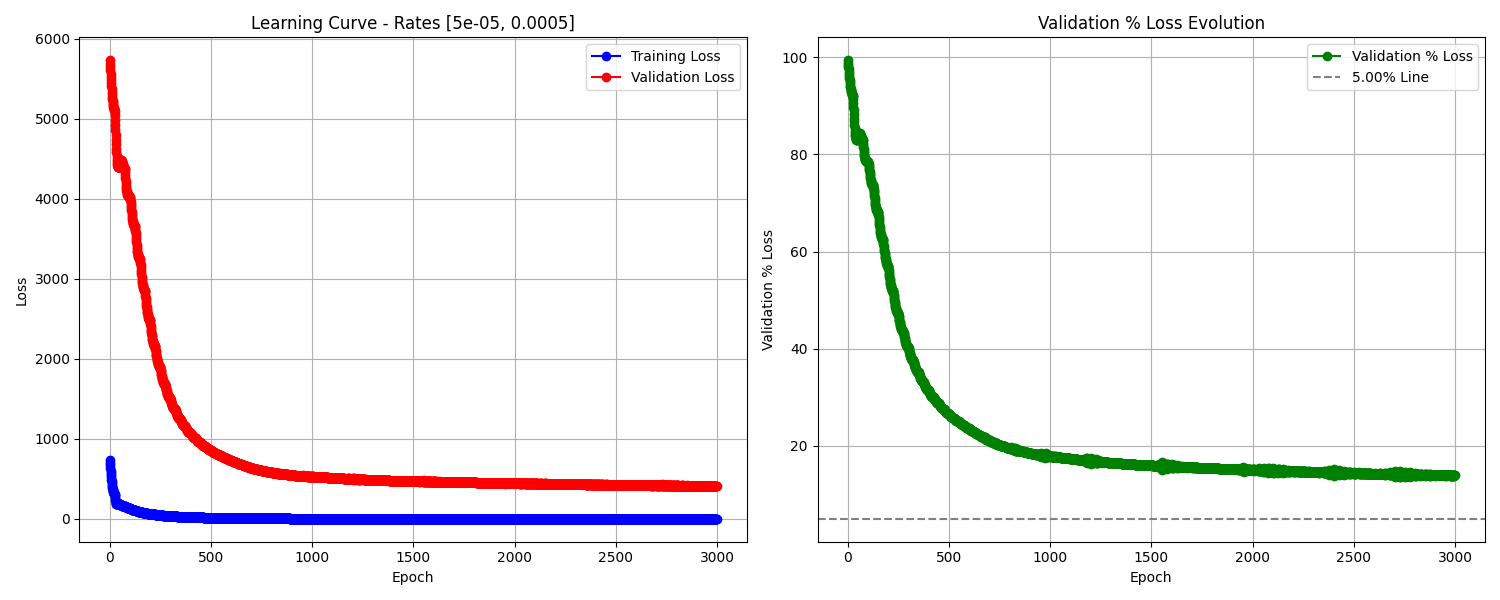 Learning Curve - Rates [5e-05, 0.0005]
Training Loss
Validation Loss
6000
5000
4000
3000
2000
1000
0
Loss
0 500 1000 1500 2000 2500 3000
Epoch
Validation % Loss Evolution
Validation % Loss
5.00% Line
100
80
60
40
20
Validation % Loss
0 500 1000 1500 2000 2500 3000
Epoch